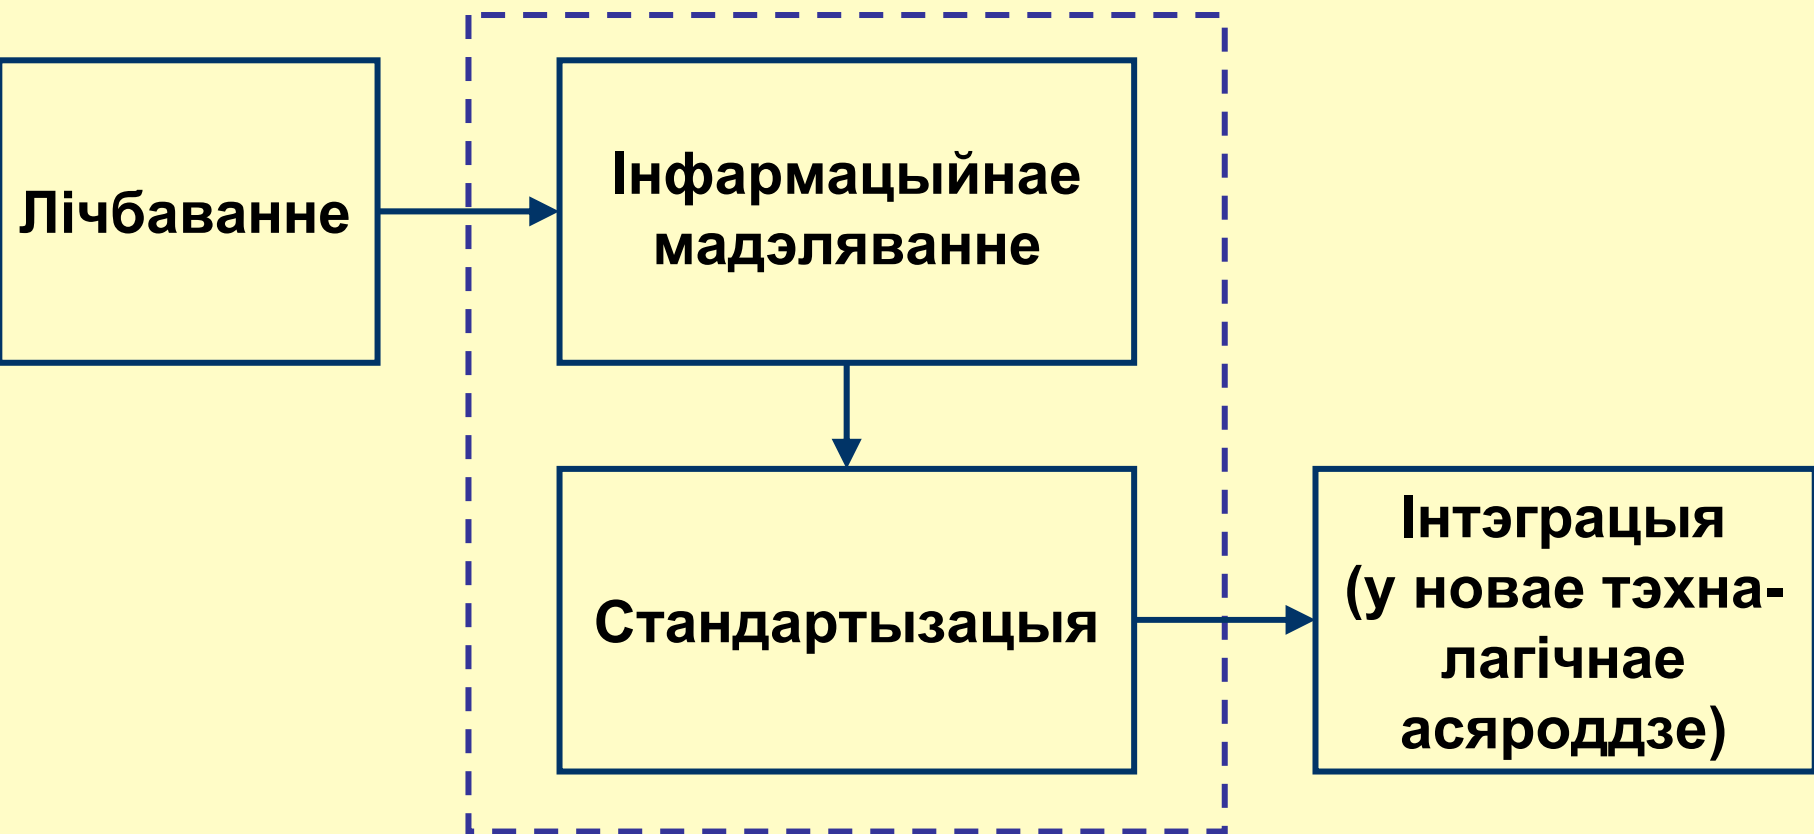 Лічбаванне
Інфармацыйнае
мадэляванне
Стандартызацыя
Інтэграцыя
(у новае тэхна-
лагічнае
асяроддзе)